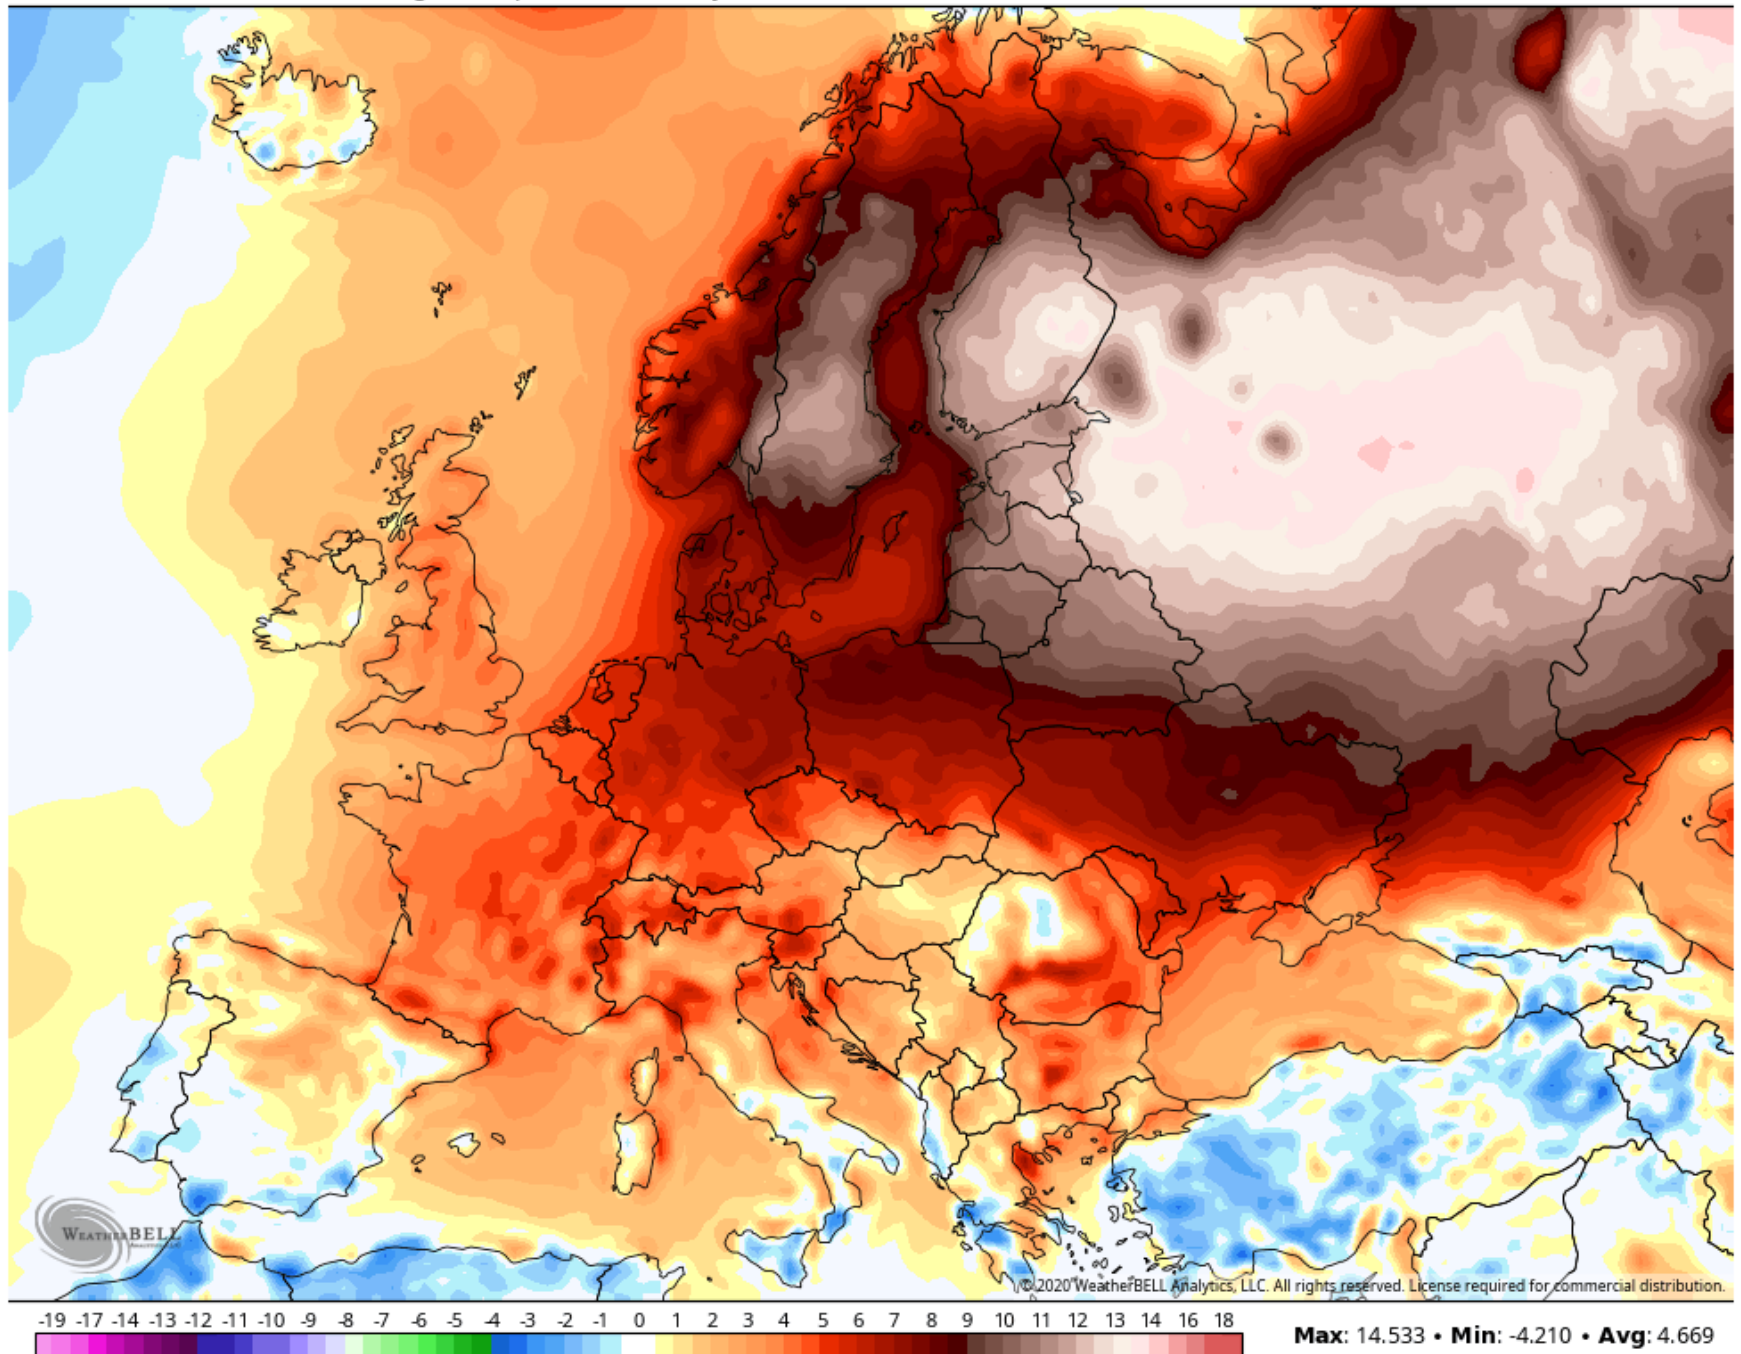 WEATHERBELL
© 2020 WeatherBELL Analytics, LLC. All rights reserved. License required for commercial distribution.
-19 -17 -14 -13 -12 -11 -10 -9 -8 -7 -6 -5 -4 -3 -2 -1 0 1 2 3 4 5 6 7 8 9 10 11 12 13 14 16 18
Max: 14.533 • Min: -4.210 • Avg: 4.669